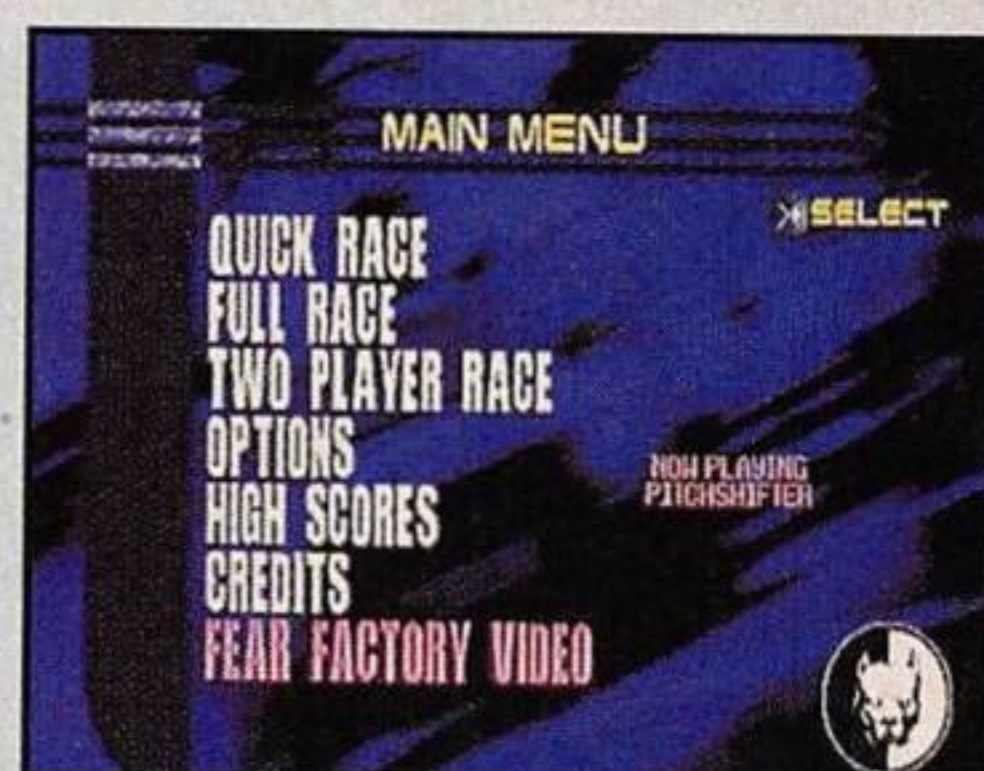 MAIN MENU
SELECT
QUICK RACE
FULL RACE
TWO PLAYER RACE
OPTIONS
HIGH SCORES
CREDITS
FEAR FACTORY VIDEO
NOW PLAYING
PITCHSHIFTER